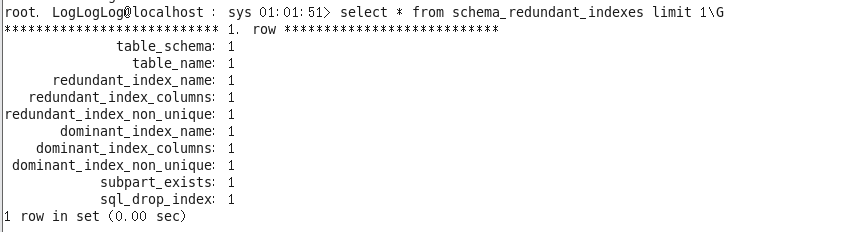 root. LogLogLog@localhost : sys 01:01:51> select * from schema_redundant_indexes limit 1\G
*************************** 1. row ***************************
table_schema: 1
table_name: 1
redundant_index_name: 1
redundant_index_columns: 1
redundant_index_non_unique: 1
dominant_index_name: 1
dominant_index_columns: 1
dominant_index_non_unique: 1
subpart_exists: 1
sql_drop_index: 1
1 row in set (0.00 sec)